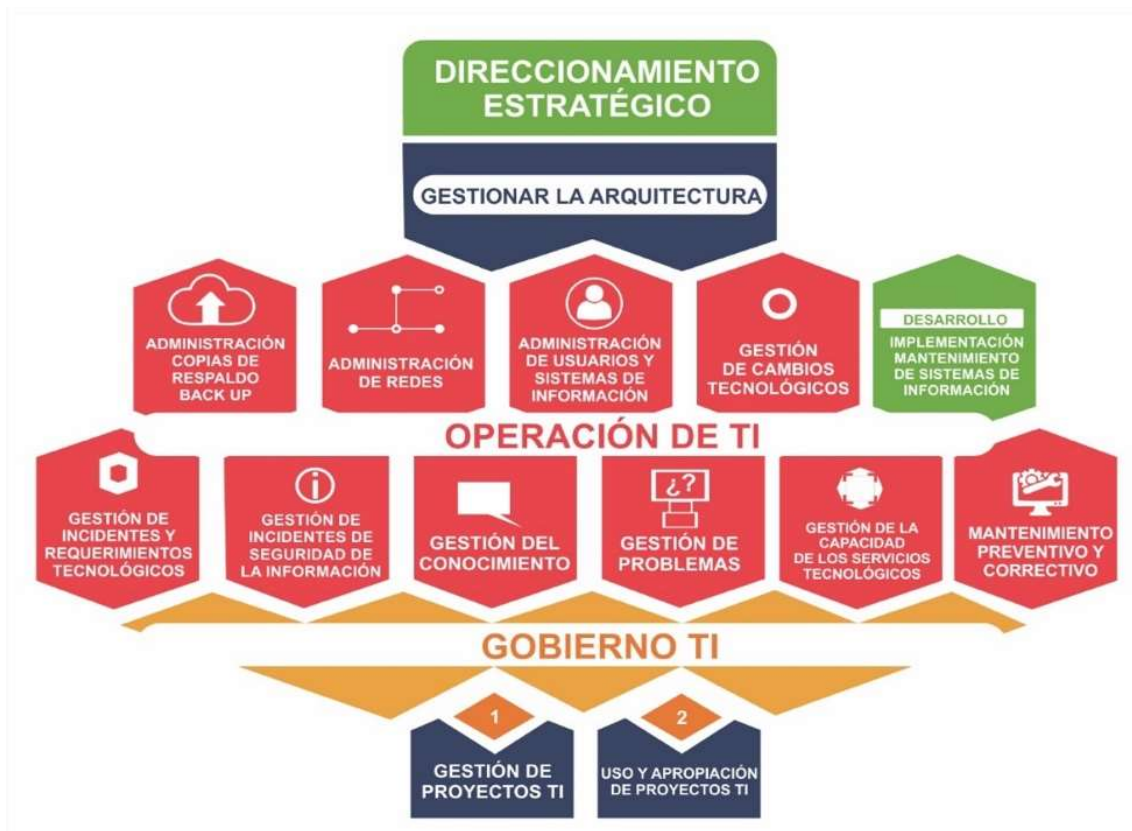 DIRECCIONAMIENTO
ESTRATÉGICO
GESTIONAR LA ARQUITECTURA
ADMINISTRACIÓN
COPIAS DE
RESPALDO
BACK UP
ADMINISTRACIÓN
DE REDES
ADMINISTRACIÓN
DE USUARIOS Y
SISTEMAS DE
INFORMACIÓN
GESTIÓN
DE CAMBIOS
TECNOLÓGICOS
DESARROLLO
IMPLEMENTACIÓN
MANTENIMIENTO
DE SISTEMAS DE
INFORMACIÓN
OPERACIÓN DE TI
GESTIÓN DE
INCIDENTES Y
REQUERIMIENTOS
TECNOLÓGICOS
GESTIÓN DE
INCIDENTES DE
SEGURIDAD DE
LA INFORMACIÓN
GESTIÓN DEL
CONOCIMIENTO
¿?
GESTIÓN DE
PROBLEMAS
GESTIÓN DE LA
CAPACIDAD
DE LOS SERVICIOS
TECNOLÓGICOS
MANTENIMIENTO
PREVENTIVO Y
CORRECTIVO
GOBIERNO TI
1
GESTIÓN DE
PROYECTOS TI
2
USO Y APROPIACIÓN
DE PROYECTOS TI